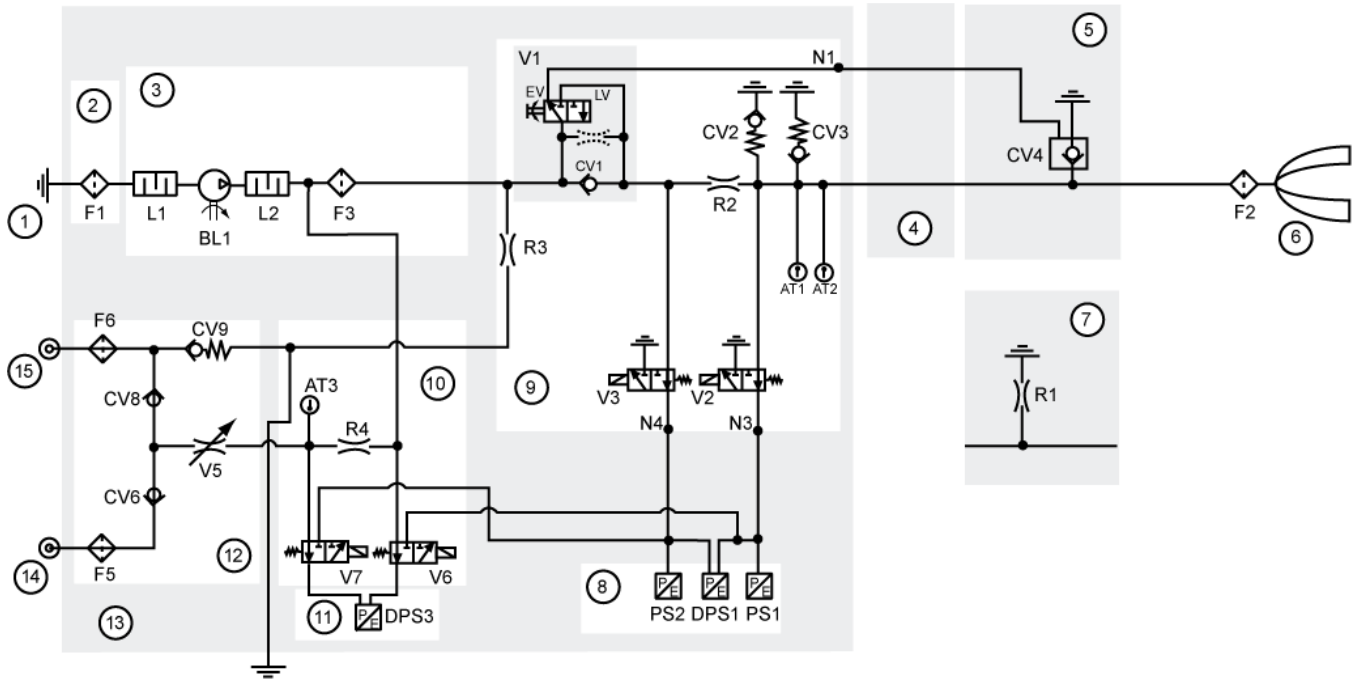 5
V1
N1
3
2
EV
LV
CV2
CV3
CV1
CV4
F1
L1
BL1
L2
F3
R2
F2
1
4
6
R3
AT1
AT2
F6
CV9
7
15
10
9
V3
V2
R1
AT3
CV8
R4
N4
N3
V5
CV6
12
14
F5
V7
V6
8
P
E
P
E
P
E
11
P
E
DPS3
PS2
DPS1
PS1
13